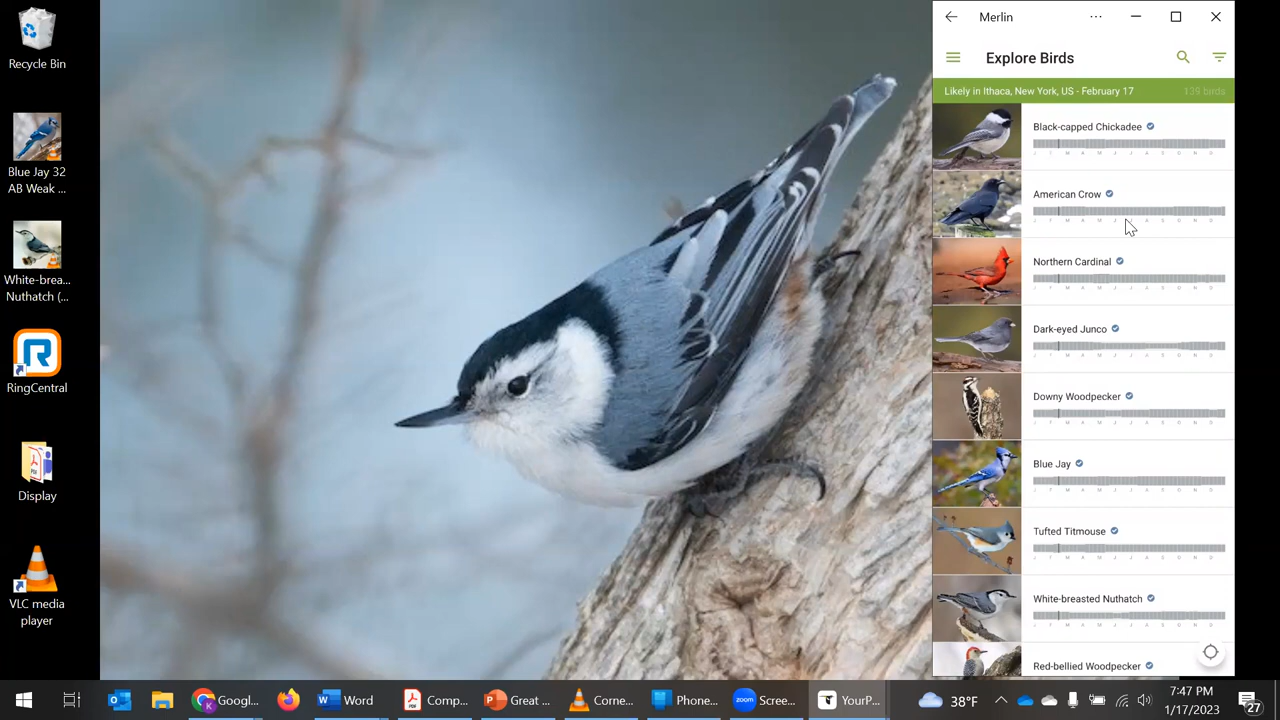 Recycle Bin
Blue Jay 32
AB Weak ...
White-brea...
Nuthatch (...
RingCentral
Display
VLC media
player
Merlin
Explore Birds
Likely in Ithaca, New York, US - February 17
139 birds
Black-capped Chickadee
J F M A M J J A S O N D
American Crow
J F M A M J J A S O N D
Northern Cardinal
J F M A M J J A S O N D
Dark-eyed Junco
J F M A M J J A S O N D
Downy Woodpecker
J F M A M J J A S O N D
Blue Jay
J F M A M J J A S O N D
Tufted Titmouse
J F M A M J J A S O N D
White-breasted Nuthatch
J F M A M J J A S O N D
Red-bellied Woodpecker
Googl...
Word
Comp...
Great ...
Corne...
Phone...
zoom
Scree...
YourP...
38°F
7:47 PM
1/17/2023
27